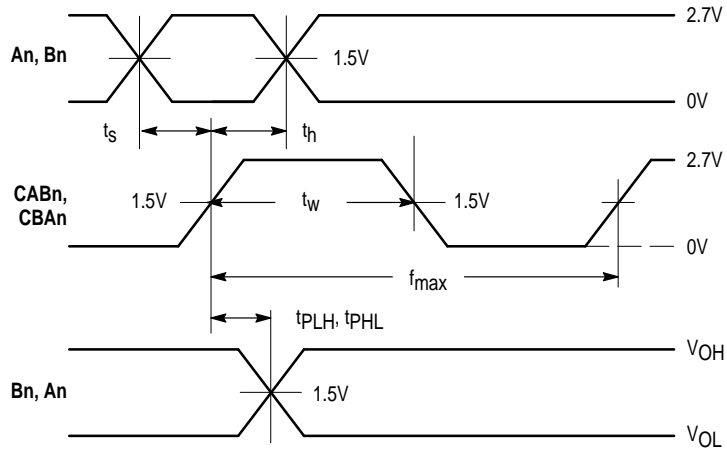 2.7V
An, Bn
1.5V
0V
ts
th
2.7V
CABn,
CBAn
1.5V
tw
1.5V
0V
fmax
tPLH, tPHL
VOH
Bn, An
1.5V
VOL